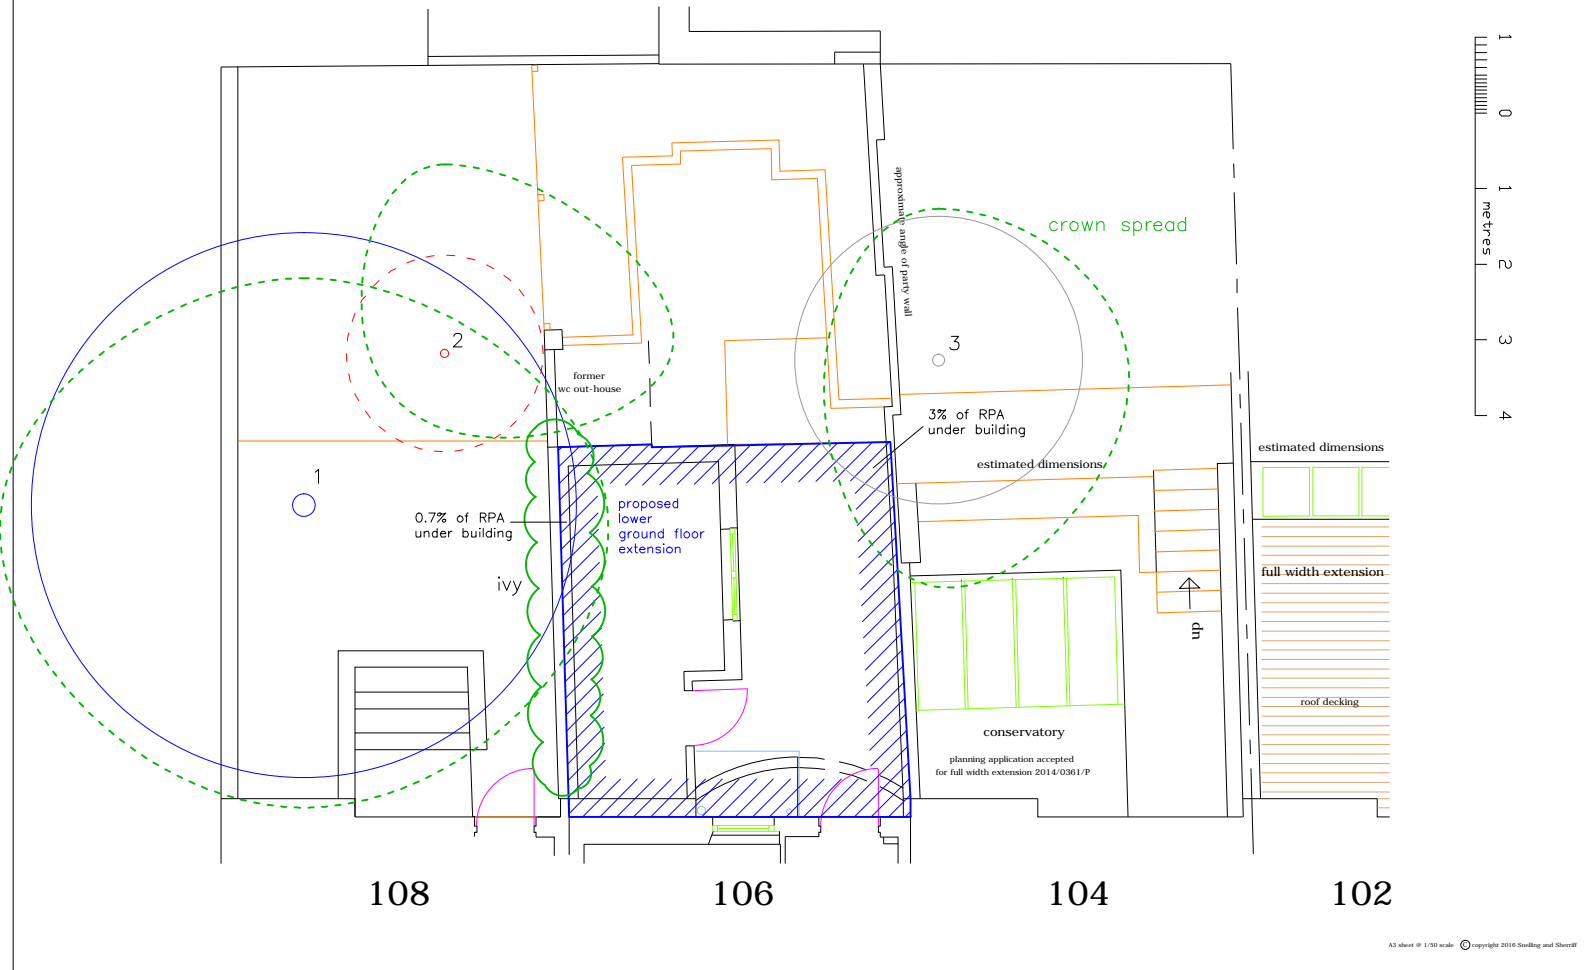 1
0
1
metres
2
3
4
approximate angle of party wall
crown spread
2
3
former
wc out-house
3% of RPA
under building
estimated dimensions
estimated dimensions
1
0.7% of RPA
under building
proposed
lower
ground floor
extension
ivy
full width extension
dn
roof decking
conservatory
planning application accepted
for full width extension 2014/0361/P
108
106
104
102
A3 sheet @ 1/50 scale © copyright 2016 Snelling and Sherriff